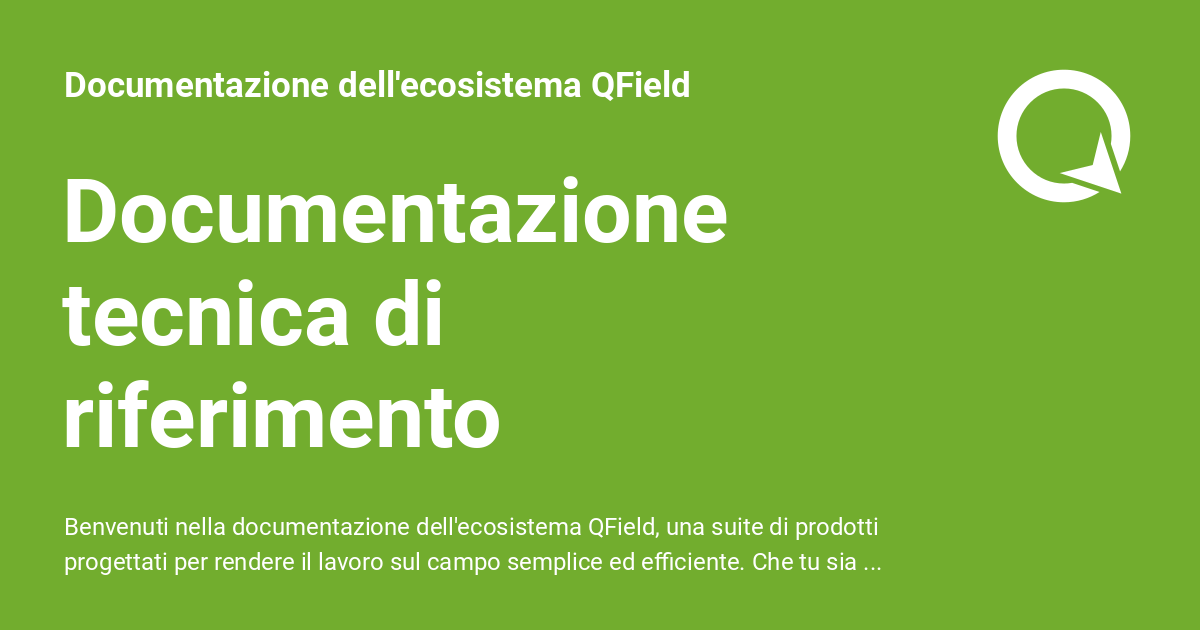 Documentazione dell'ecosistema QField
Documentazione
tecnica di
riferimento
Benvenuti nella documentazione dell'ecosistema QField, una suite di prodotti
progettati per rendere il lavoro sul campo semplice ed efficiente. Che tu sia ...